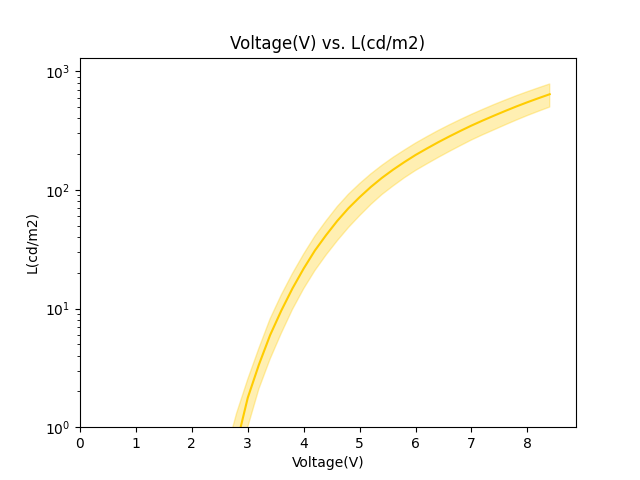 Voltage(V) vs. L(cd/m2)
10³
10²
10¹
10⁰
L(cd/m2)
0 1 2 3 4 5 6 7 8
Voltage(V)